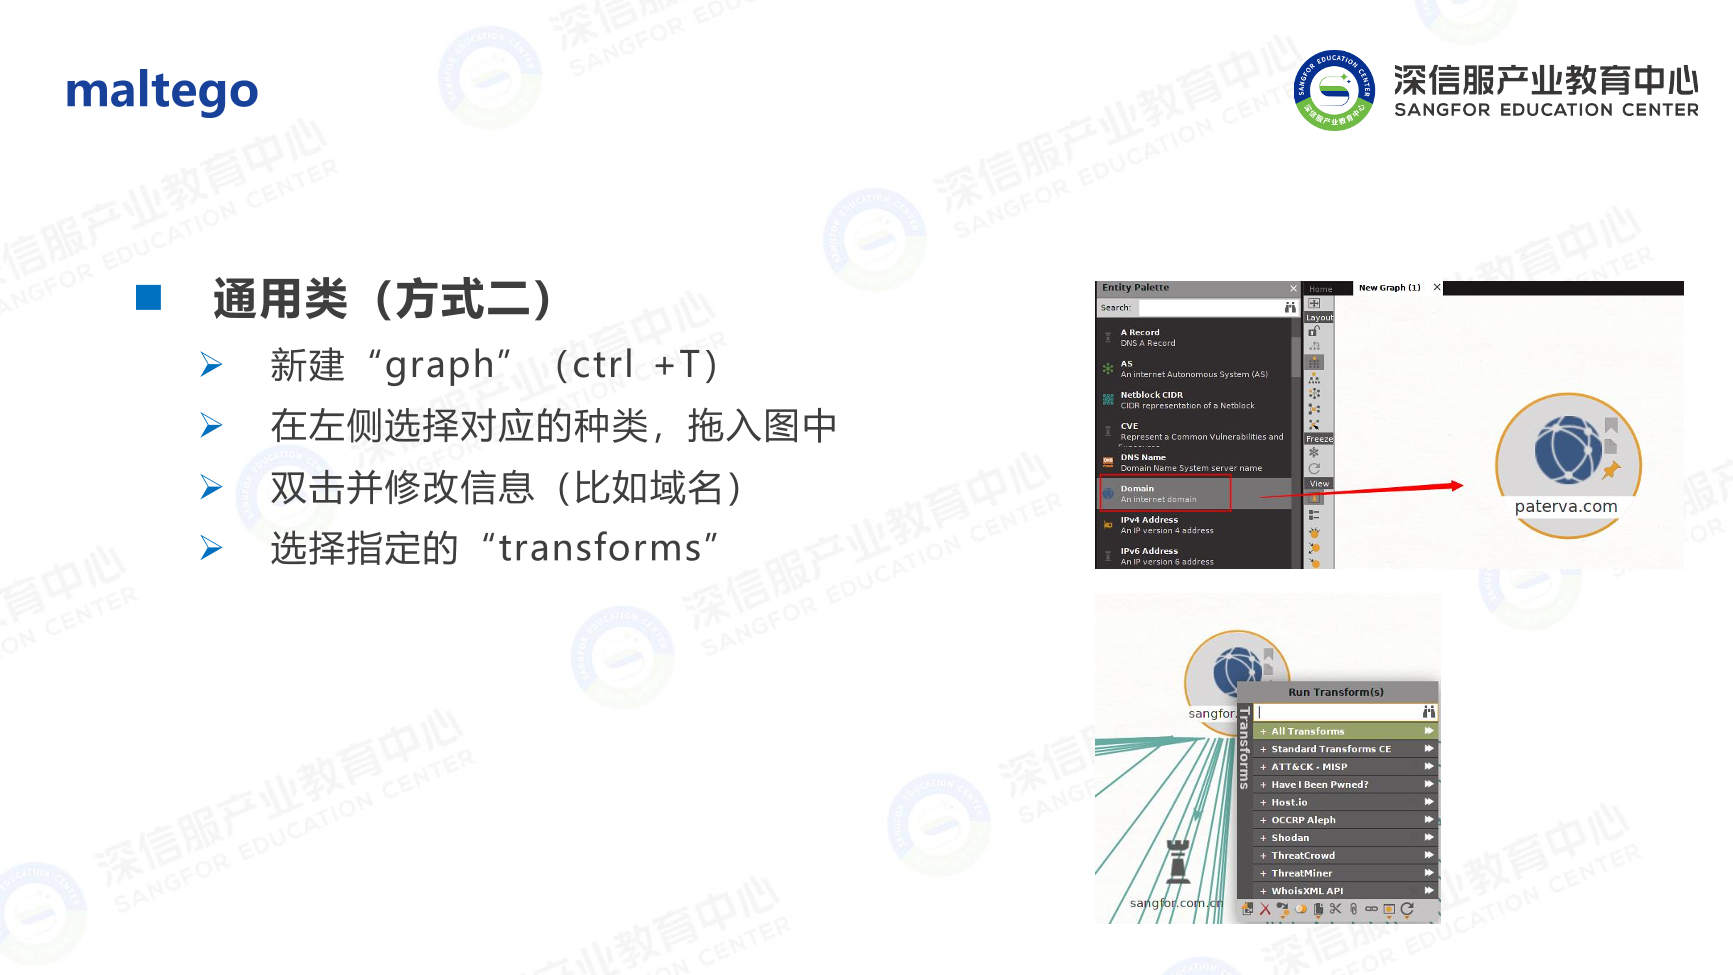 maltego
深信服产业教育中心
SANGFOR EDUCATION CENTER
通用类（方式二）
新建“graph”（ctrl +T）
在左侧选择对应的种类，拖入图中
双击并修改信息（比如域名）
选择指定的“transforms”
Entity Palette
Home
New Graph (1)
Search:
Layout
A Record
DNS A Record
AS
An internet Autonomous System (AS)
Netblock CIDR
CIDR representation of a Netblock
CVE
Represent a Common Vulnerabilities and
Freeze
DNS Name
Domain Name System server name
View
Domain
An internet domain
IPv4 Address
An IP version 4 address
IPv6 Address
An IP version 6 address
paterva.com
sangfor.
Run Transform(s)
Transforms
+ All Transforms
+ Standard Transforms CE
+ ATT&CK - MISP
+ Have I Been Pwned?
+ Host.io
+ OCCRP Aleph
+ Shodan
+ ThreatCrowd
+ ThreatMiner
+ WhoisXML API
sangfor.com.cn